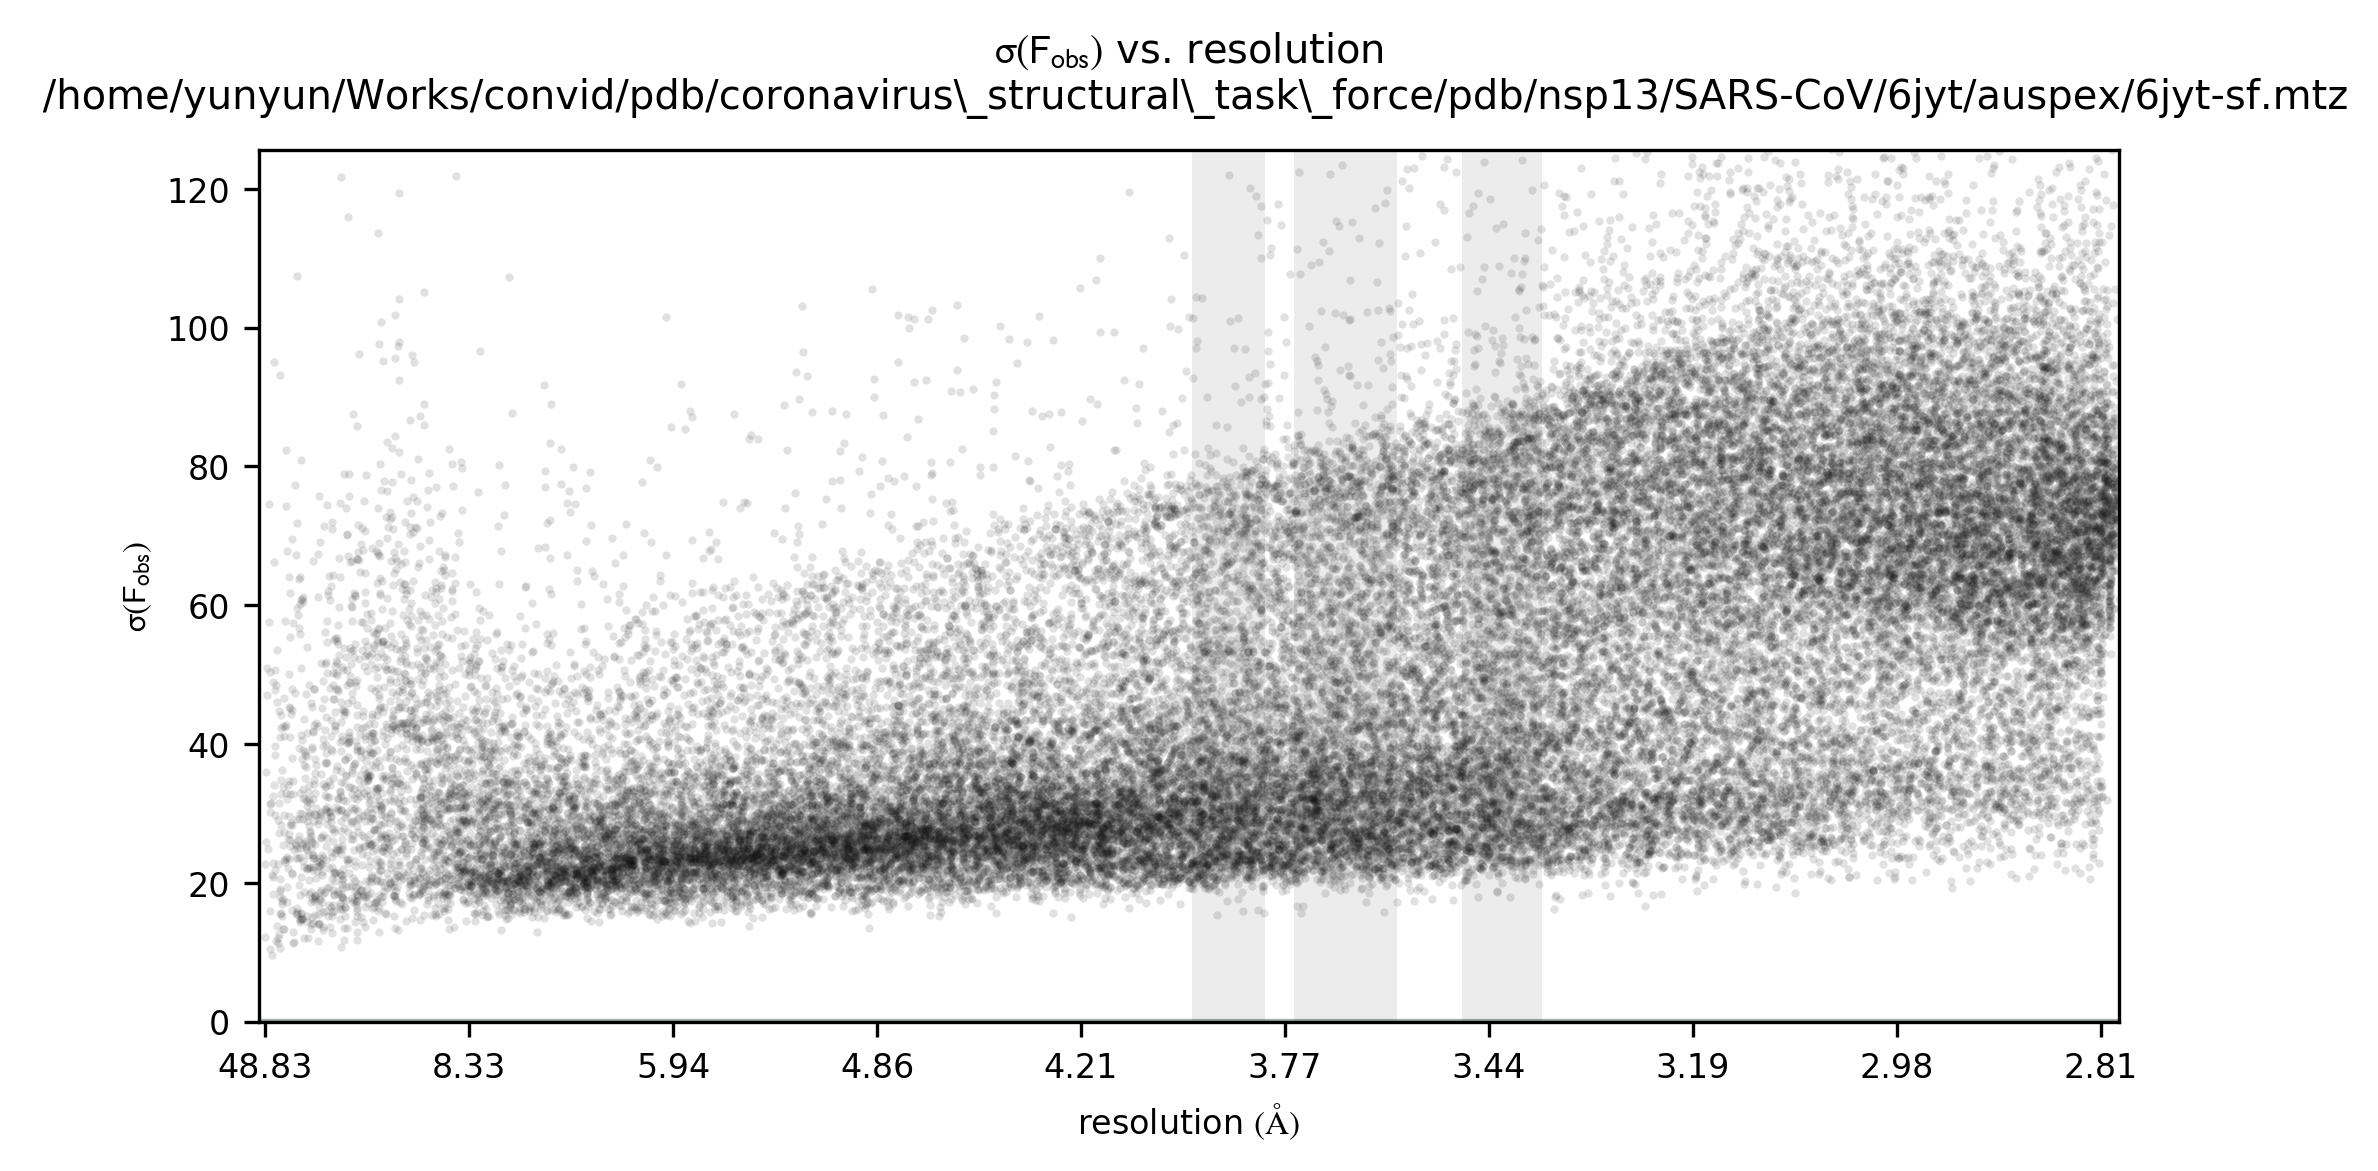 σ(Fobs) vs. resolution
/home/yunyun/Works/convid/pdb/coronavirus\_structural\_task\_force/pdb/nsp13/SARS-CoV/6jyt/auspex/6jyt-sf.mtz
120
100
80
60
40
20
0
σ(Fobs)
48.83 8.33 5.94 4.86 4.21 3.77 3.44 3.19 2.98 2.81
resolution (Å)